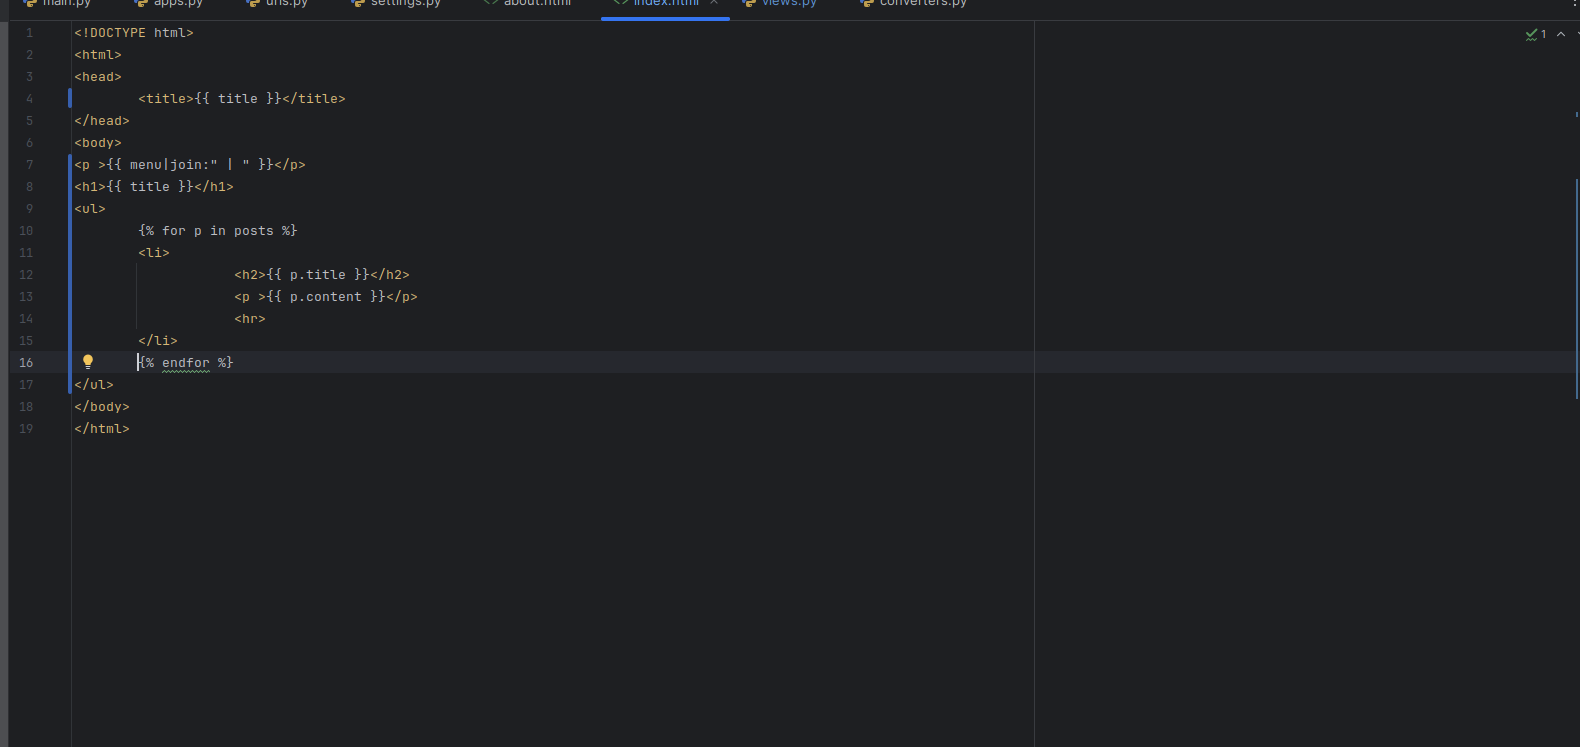 main.py apps.py urls.py settings.py about.html index.html views.py converters.py
1 <!DOCTYPE html>
2 <html>
3 <head>
4 <title>{{ title }}</title>
5 </head>
6 <body>
7 <p >{{ menu|join:" | " }}</p>
8 <h1>{{ title }}</h1>
9 <ul>
10 {% for p in posts %}
11 <li>
12 <h2>{{ p.title }}</h2>
13 <p >{{ p.content }}</p>
14 <hr>
15 </li>
16 {% endfor %}
17 </ul>
18 </body>
19 </html>
1